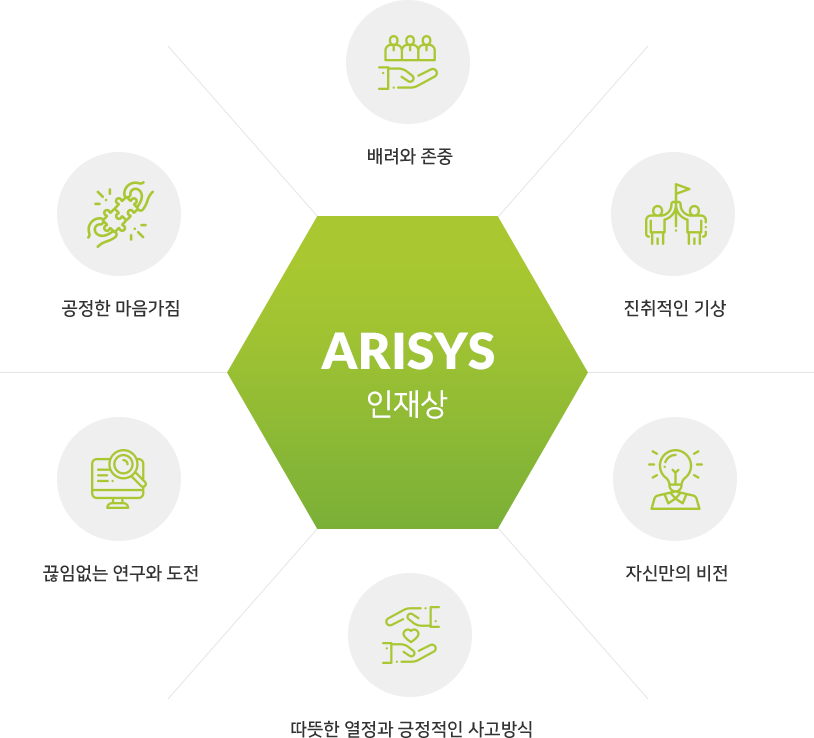 배려와 존중
공정한 마음가짐
진취적인 기상
ARISYS
인재상
끊임없는 연구와 도전
자신만의 비전
따뜻한 열정과 긍정적인 사고방식